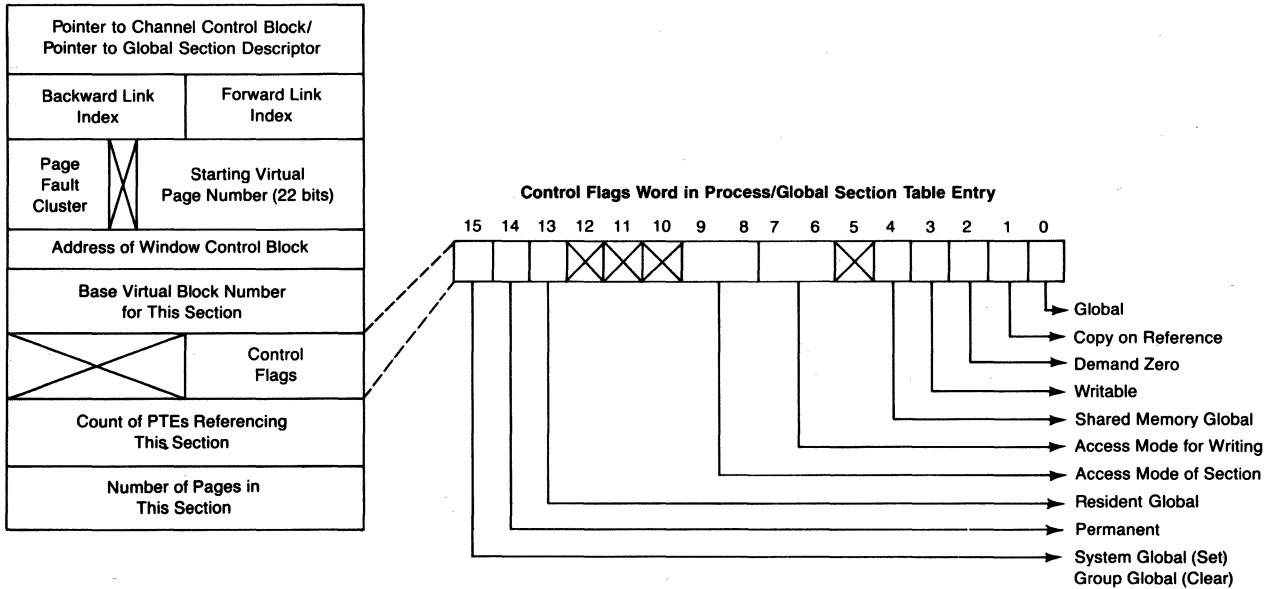 Pointer to Channel Control Block/
Pointer to Global Section Descriptor
Backward Link
Index
Forward Link
Index
Page
Fault
Cluster
Starting Virtual
Page Number (22 bits)
Address of Window Control Block
Base Virtual Block Number
for This Section
Control
Flags
Count of PTEs Referencing
This Section
Number of Pages in
This Section
Control Flags Word in Process/Global Section Table Entry
15 14 13 12 11 10 9 8 7 6 5 4 3 2 1 0
Global
Copy on Reference
Demand Zero
Writable
Shared Memory Global
Access Mode for Writing
Access Mode of Section
Resident Global
Permanent
System Global (Set)
Group Global (Clear)